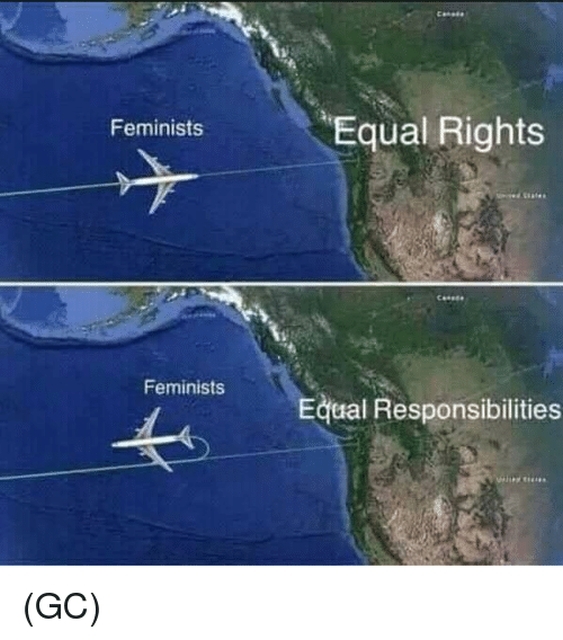 Canada
Feminists
Equal Rights
United States
Canada
Feminists
Equal Responsibilities
United States
(GC)